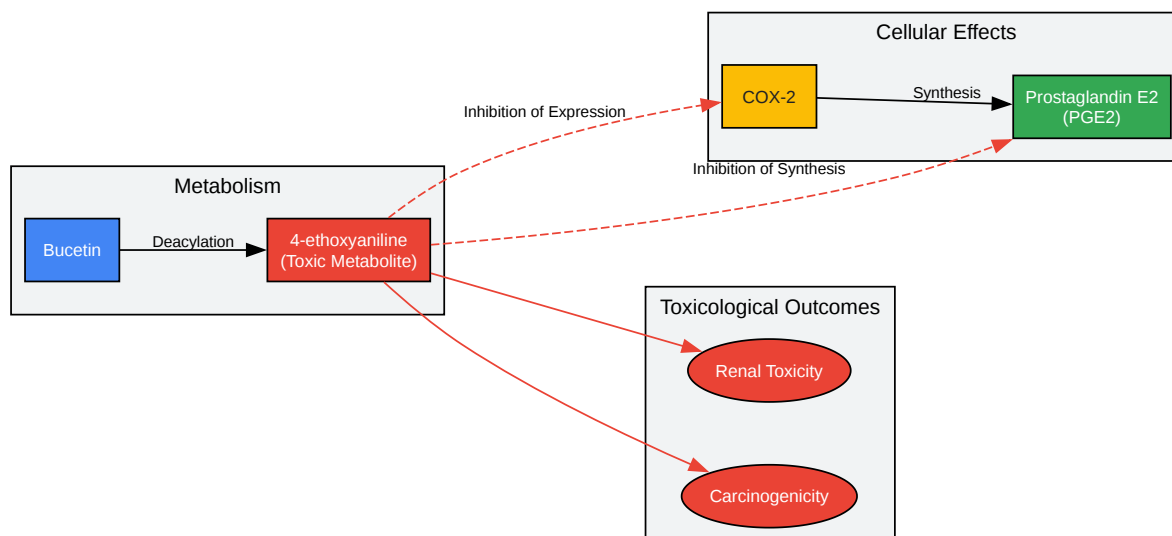 Cellular Effects
COX-2
Synthesis
Prostaglandin E2
(PGE2)
Inhibition of Expression
Inhibition of Synthesis
Metabolism
Bucetin
Deacylation
4-ethoxyaniline
(Toxic Metabolite)
Toxicological Outcomes
Renal Toxicity
Carcinogenicity